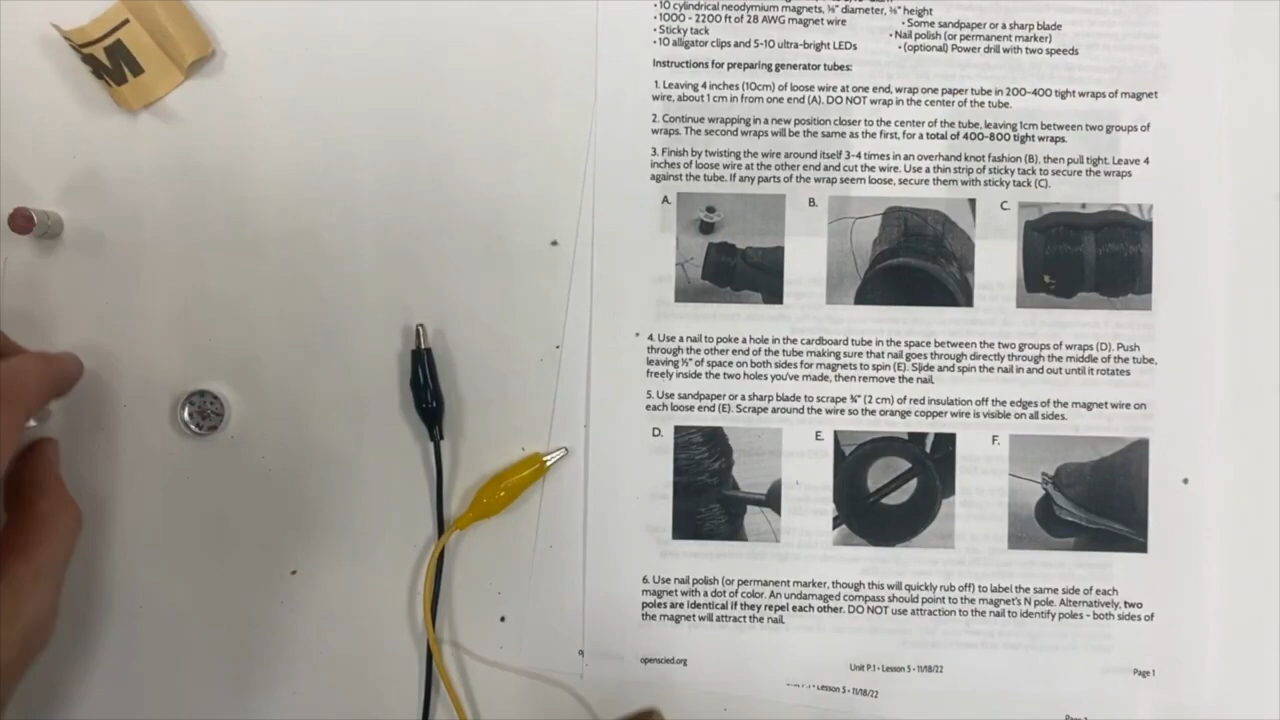 M
• 10 cylindrical neodymium magnets, ⅜" diameter, ⅜" height
• 1000 - 2200 ft of 28 AWG magnet wire
• Some sandpaper or a sharp blade
• Sticky tack
• Nail polish (or permanent marker)
• 10 alligator clips and 5-10 ultra-bright LEDs
• (optional) Power drill with two speeds
Instructions for preparing generator tubes:
1. Leaving 4 inches (10cm) of loose wire at one end, wrap one paper tube in 200-400 tight wraps of magnet
wire, about 1 cm in from one end (A). DO NOT wrap in the center of the tube.
2. Continue wrapping in a new position closer to the center of the tube, leaving 1cm between two groups of
wraps. The second wraps will be the same as the first, for a total of 400-800 tight wraps.
3. Finish by twisting the wire around itself 3-4 times in an overhand knot fashion (B), then pull tight. Leave 4
inches of loose wire at the other end and cut the wire. Use a thin strip of sticky tack to secure the wraps
against the tube. If any parts of the wrap seem loose, secure them with sticky tack (C).
A. B. C.
4. Use a nail to poke a hole in the cardboard tube in the space between the two groups of wraps (D). Push
through the other end of the tube making sure that nail goes through directly through the middle of the tube,
leaving ½" of space on both sides for magnets to spin (E). Slide and spin the nail in and out until it rotates
freely inside the two holes you've made, then remove the nail.
5. Use sandpaper or a sharp blade to scrape ¾" (2 cm) of red insulation off the edges of the magnet wire on
each loose end (E). Scrape around the wire so the orange copper wire is visible on all sides.
D. E. F.
6. Use nail polish (or permanent marker, though this will quickly rub off) to label the same side of each
magnet with a dot of color. An undamaged compass should point to the magnet's N pole. Alternatively, two
poles are identical if they repel each other. DO NOT use attraction to the nail to identify poles - both sides of
the magnet will attract the nail.
openscied.org Unit P.1 • Lesson 5 • 11/18/22 Page 1
Lesson 5 • 11/18/22